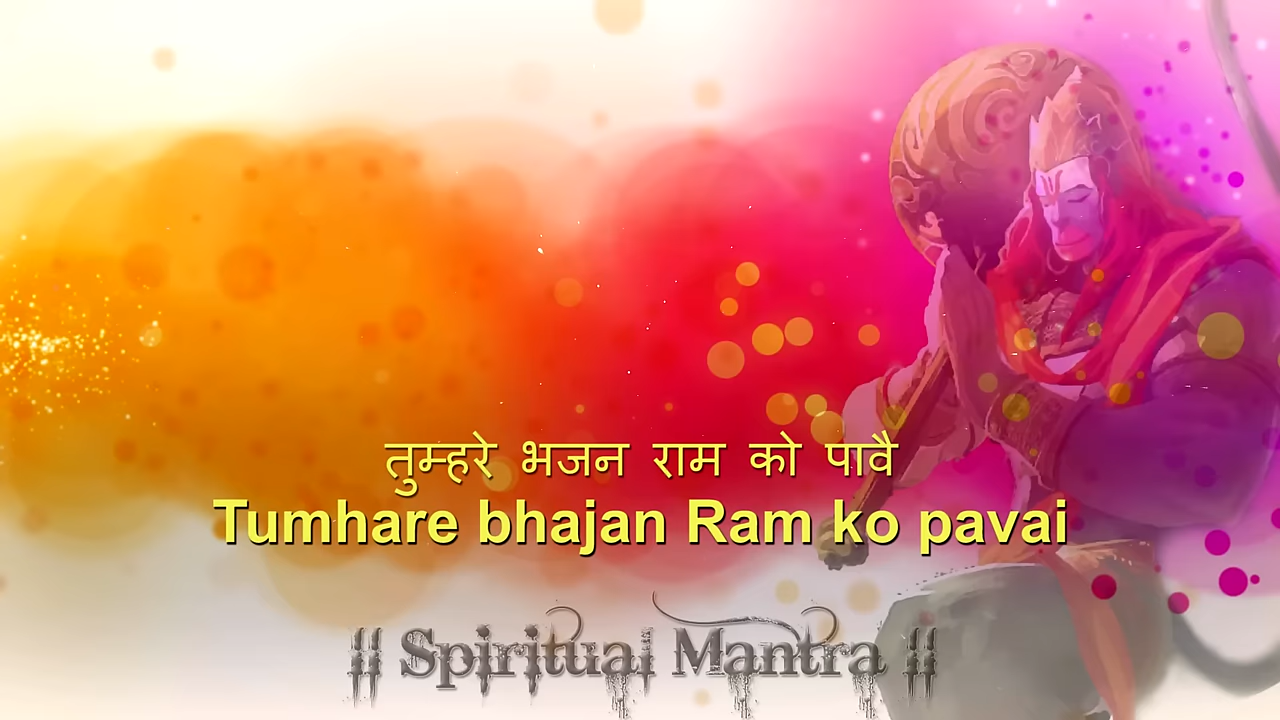 तुम्हरे भजन राम को पावै
Tumhare bhajan Ram ko pavai
|| Spiritual Mantra ||